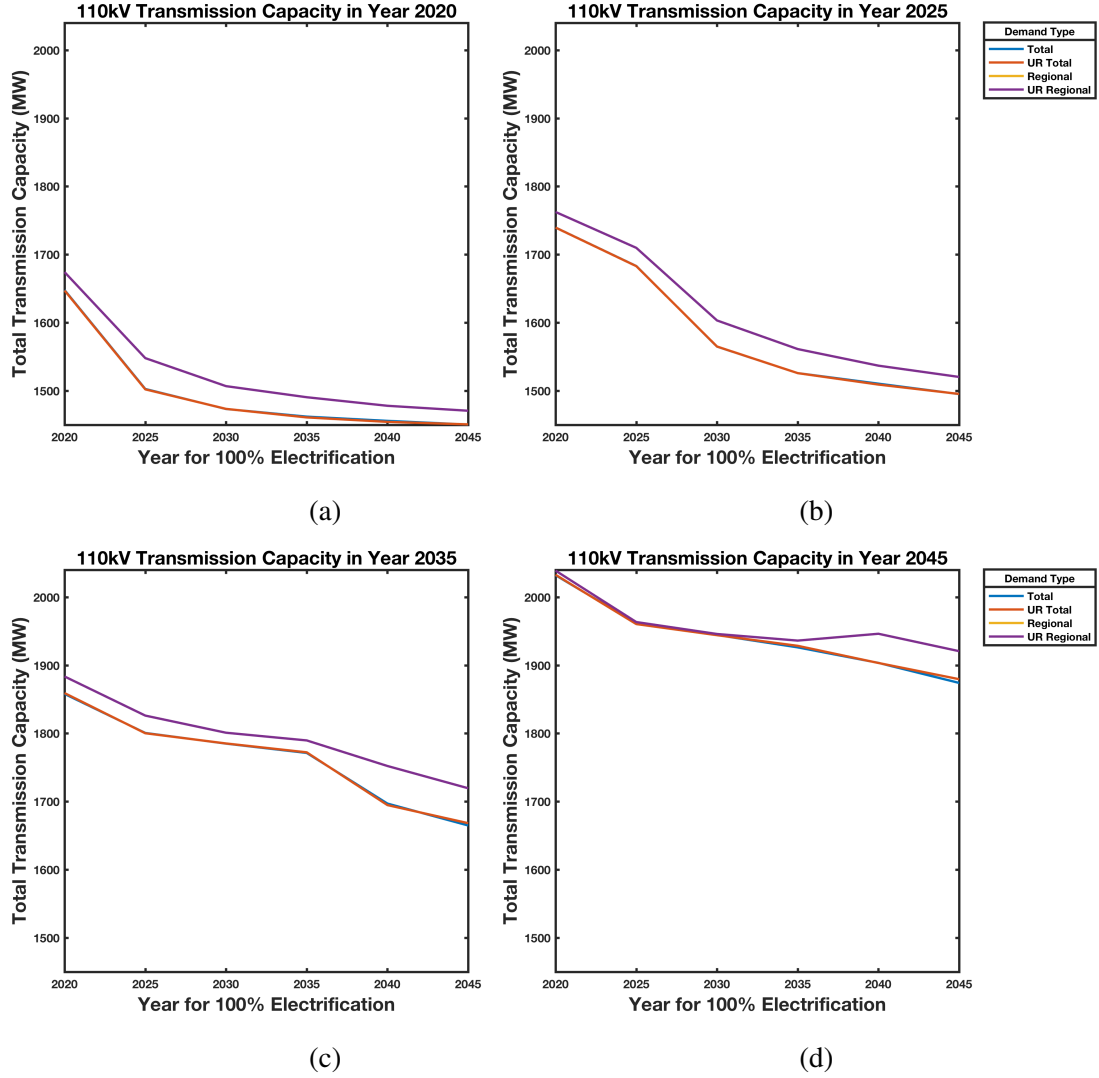 110kV Transmission Capacity in Year 2020
Total Transmission Capacity (MW)
2000
1900
1800
1700
1600
1500
2020 2025 2030 2035 2040 2045
Year for 100% Electrification
(a)
110kV Transmission Capacity in Year 2025
Total Transmission Capacity (MW)
2000
1900
1800
1700
1600
1500
2020 2025 2030 2035 2040 2045
Year for 100% Electrification
(b)
Demand Type
Total
UR Total
Regional
UR Regional
110kV Transmission Capacity in Year 2035
Total Transmission Capacity (MW)
2000
1900
1800
1700
1600
1500
2020 2025 2030 2035 2040 2045
Year for 100% Electrification
(c)
110kV Transmission Capacity in Year 2045
Total Transmission Capacity (MW)
2000
1900
1800
1700
1600
1500
2020 2025 2030 2035 2040 2045
Year for 100% Electrification
(d)
Demand Type
Total
UR Total
Regional
UR Regional